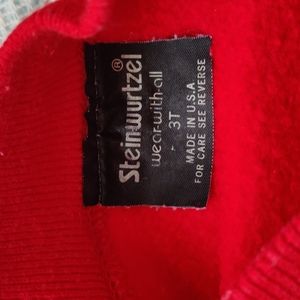 Steinwurtzel®
wear-with-all
3T
MADE IN U.S.A
FOR CARE SEE REVERSE